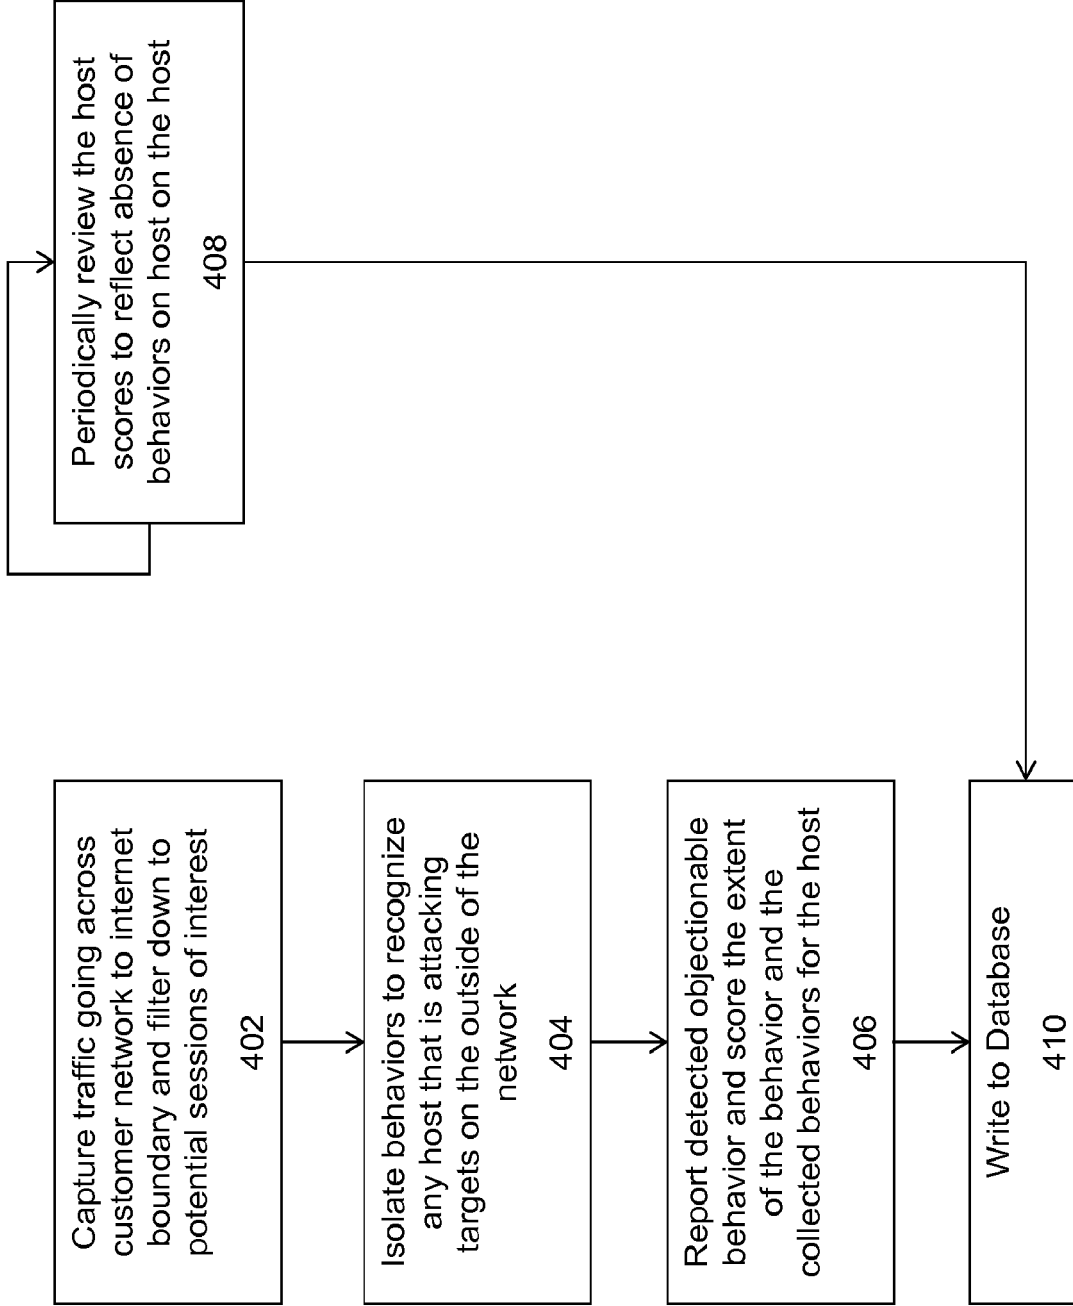 Capture traffic going across
customer network to internet
boundary and filter down to
potential sessions of interest
402
Isolate behaviors to recognize
any host that is attacking
targets on the outside of the
network
404
Report detected objectionable
behavior and score the extent
of the behavior and the
collected behaviors for the host
406
Write to Database
410
Periodically review the host
scores to reflect absence of
behaviors on host on the host
408